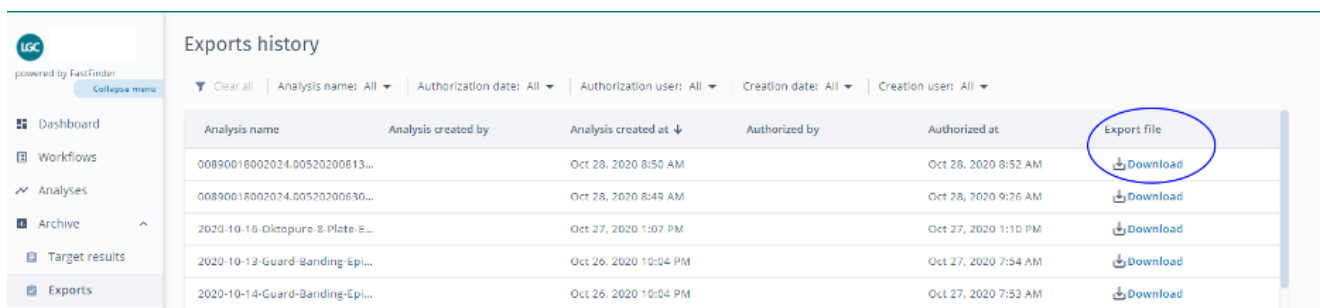 LGC
powered by FastFinder
Collapse menu
Dashboard
Workflows
Analyses
Archive
Target results
Exports
Exports history
Clear all Analysis name: All Authorization date: All Authorization user: All Creation date: All Creation user: All
Analysis name Analysis created by Analysis created at ↓ Authorized by Authorized at Export file
00890018002024.00520200813... Oct 28, 2020 8:50 AM Oct 28, 2020 8:52 AM Download
00890018002024.00520200630... Oct 28, 2020 8:49 AM Oct 28, 2020 9:26 AM Download
2020-10-16-Oktopure-8-Plate-E... Oct 27, 2020 1:07 PM Oct 27, 2020 1:10 PM Download
2020-10-13-Guard-Banding-Epi... Oct 26, 2020 10:04 PM Oct 27, 2020 7:54 AM Download
2020-10-14-Guard-Banding-Epi... Oct 26, 2020 10:04 PM Oct 27, 2020 7:53 AM Download